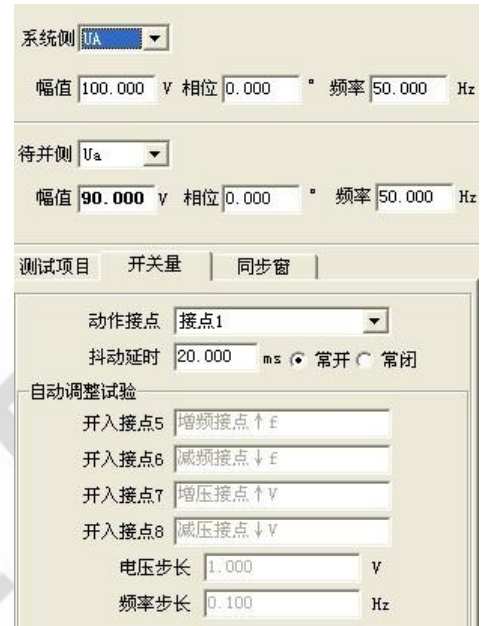 系统侧 UA
幅值 100.000 V 相位 0.000 ° 频率 50.000 Hz
待并侧 Ua
幅值 90.000 V 相位 0.000 ° 频率 50.000 Hz
测试项目 开关量 同步窗
动作接点 接点1
抖动延时 20.000 ms 常开 常闭
自动调整试验
开入接点5 增频接点↑f
开入接点6 减频接点↓f
开入接点7 增压接点↑V
开入接点8 减压接点↓V
电压步长 1.000 V
频率步长 0.100 Hz